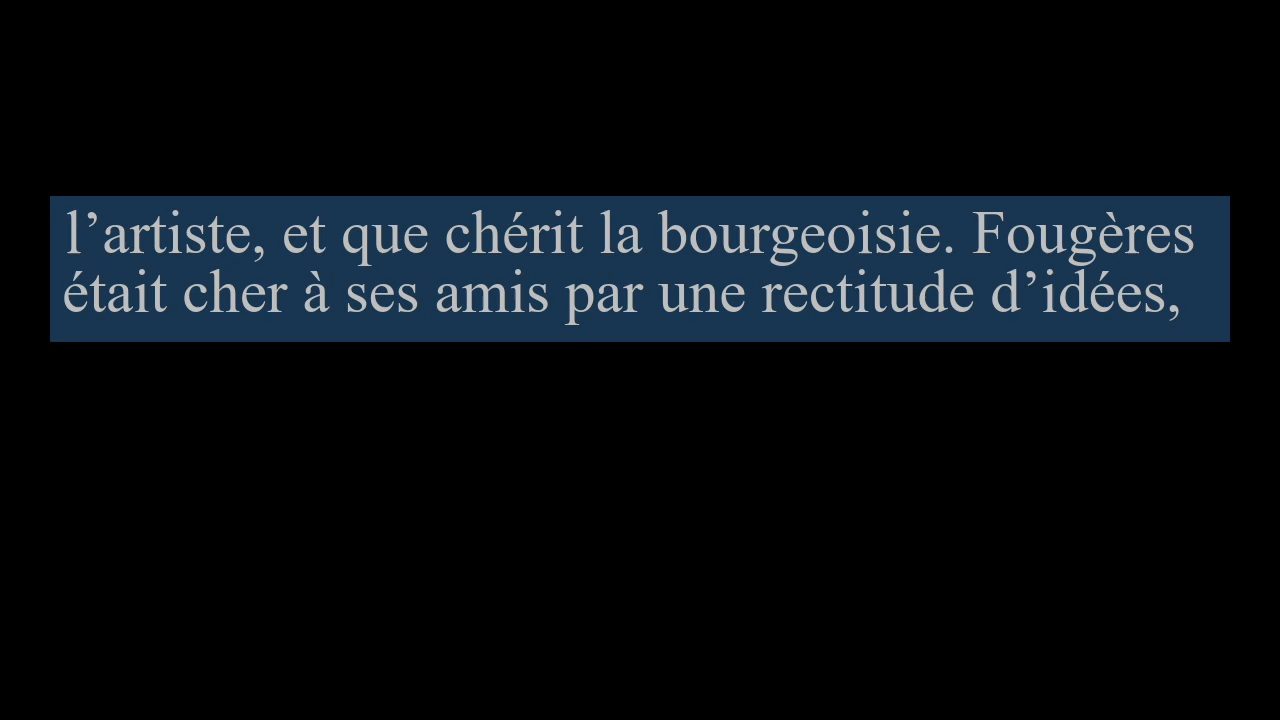 l’artiste, et que chérit la bourgeoisie. Fougères
était cher à ses amis par une rectitude d’idées,